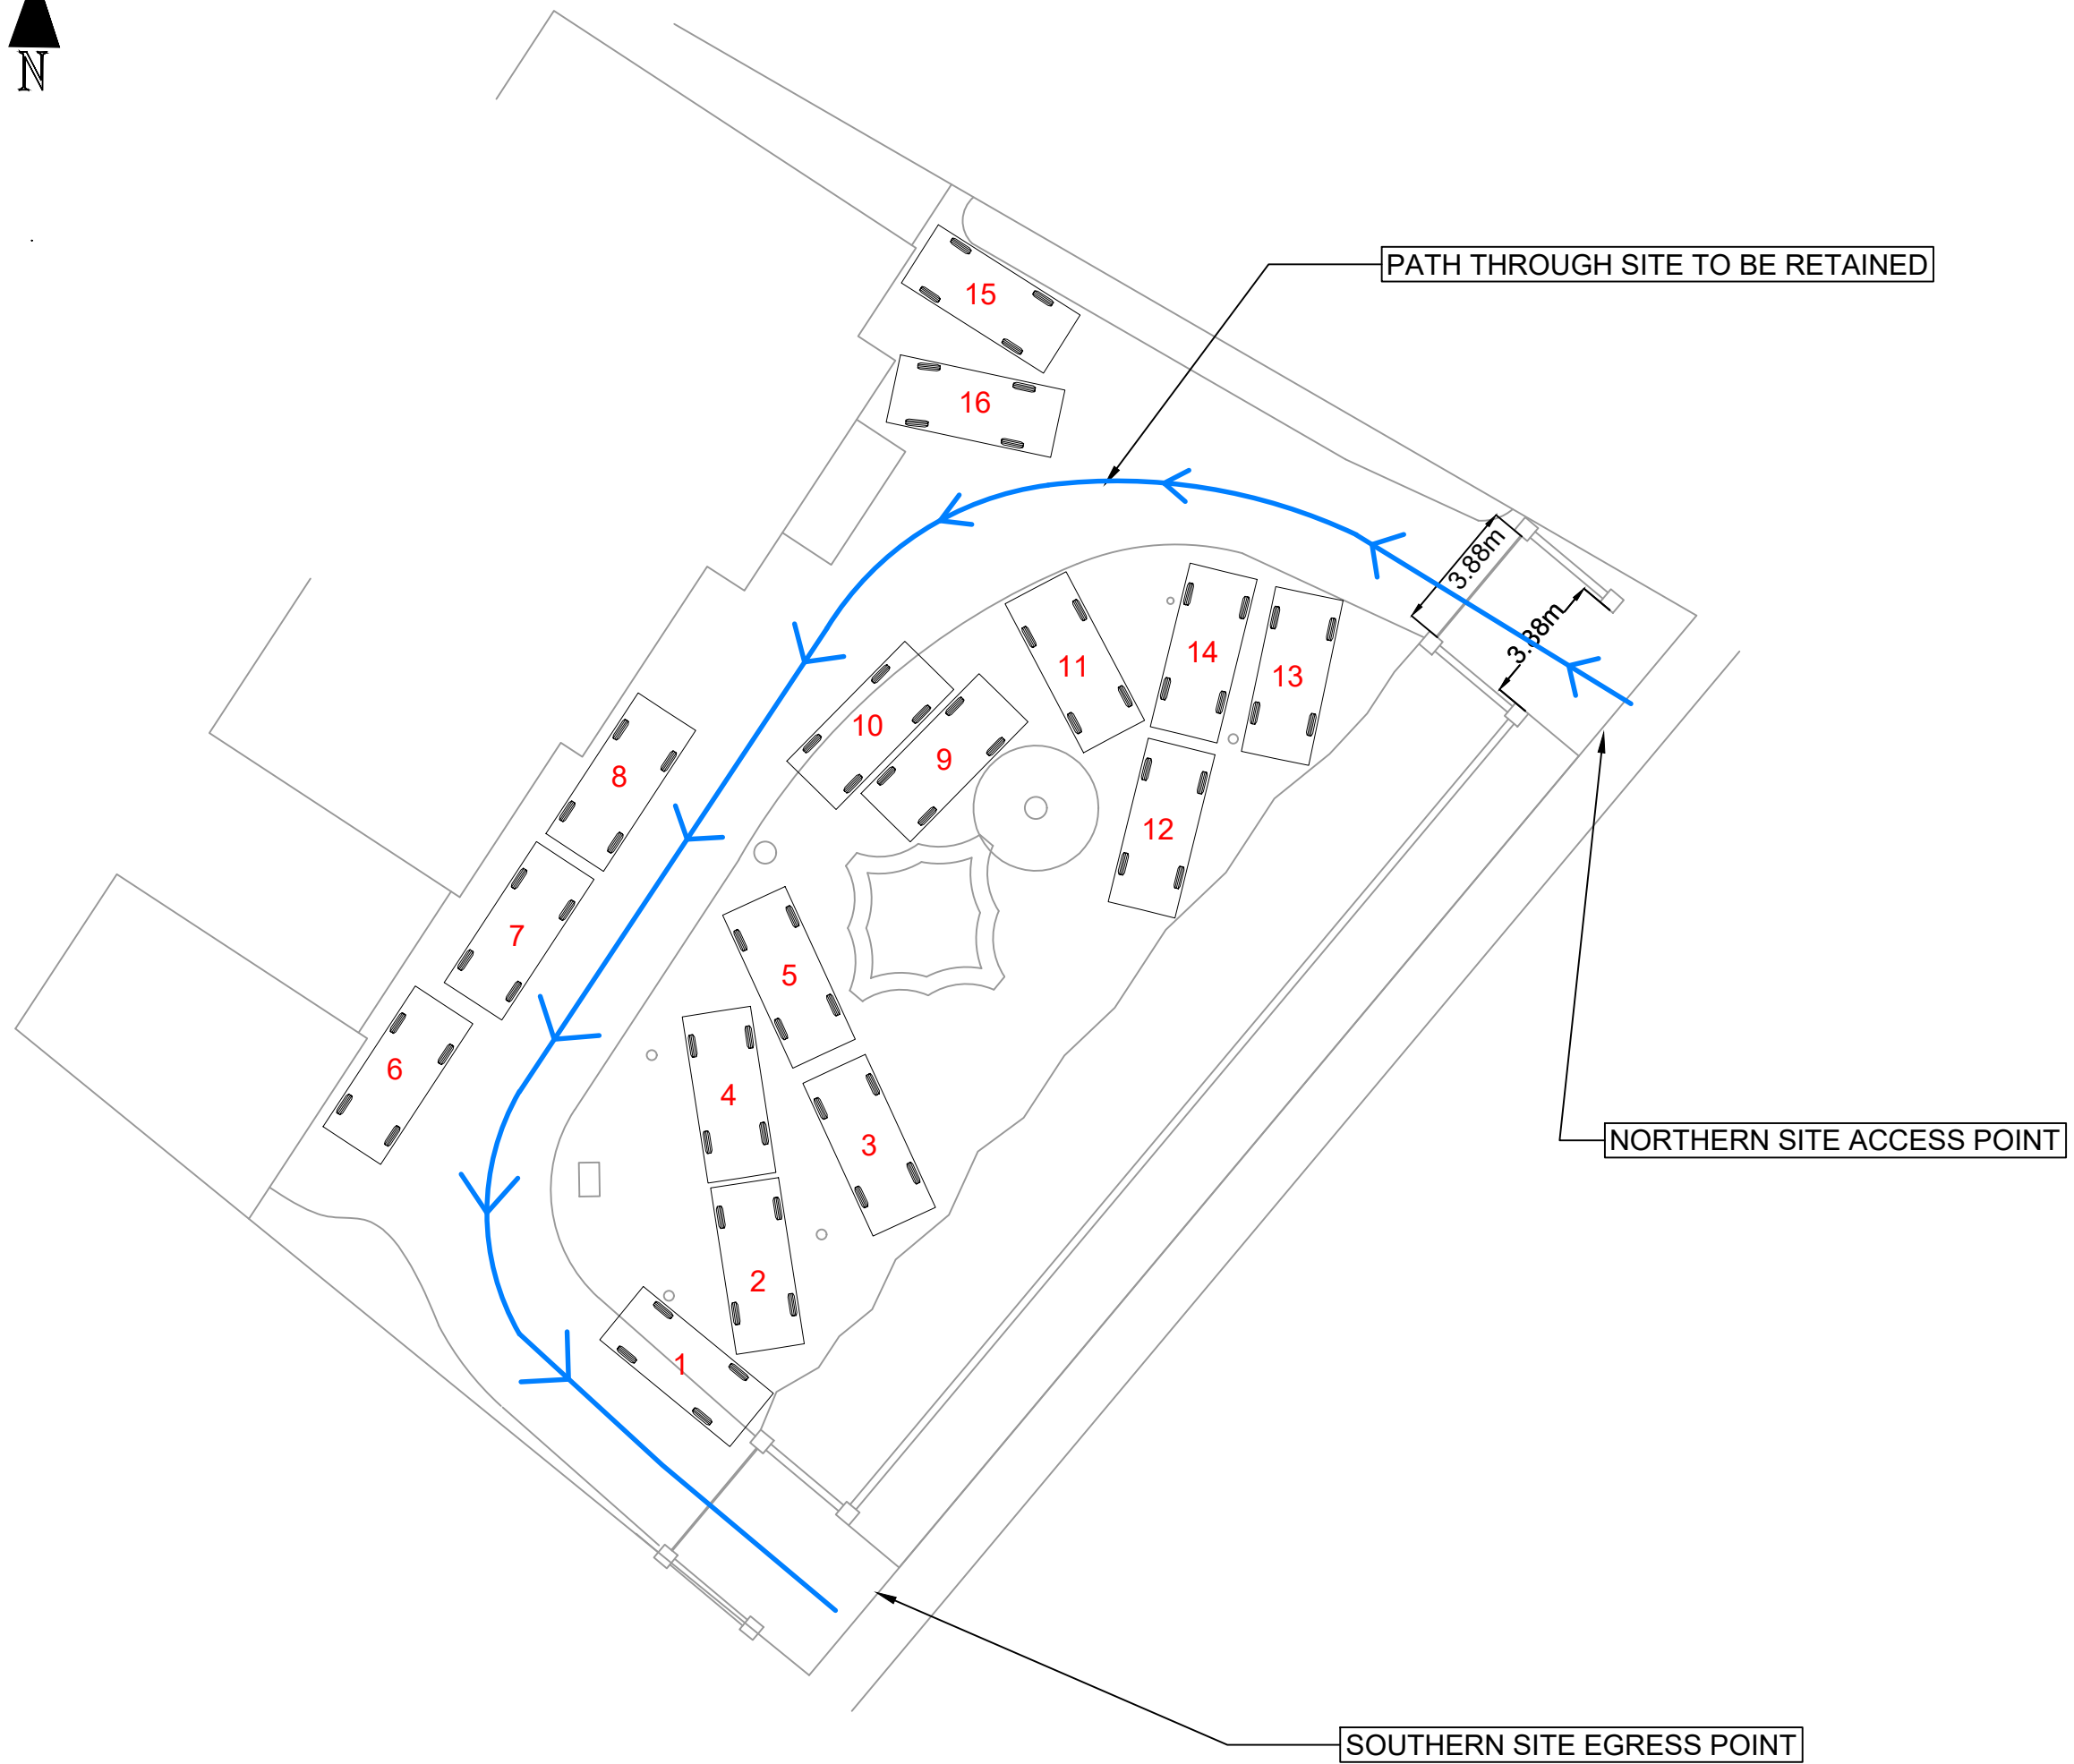 N
PATH THROUGH SITE TO BE RETAINED
15
16
3.88m
3.88m
14
11
13
10
9
8
12
7
5
6
4
3
NORTHERN SITE ACCESS POINT
2
1
SOUTHERN SITE EGRESS POINT